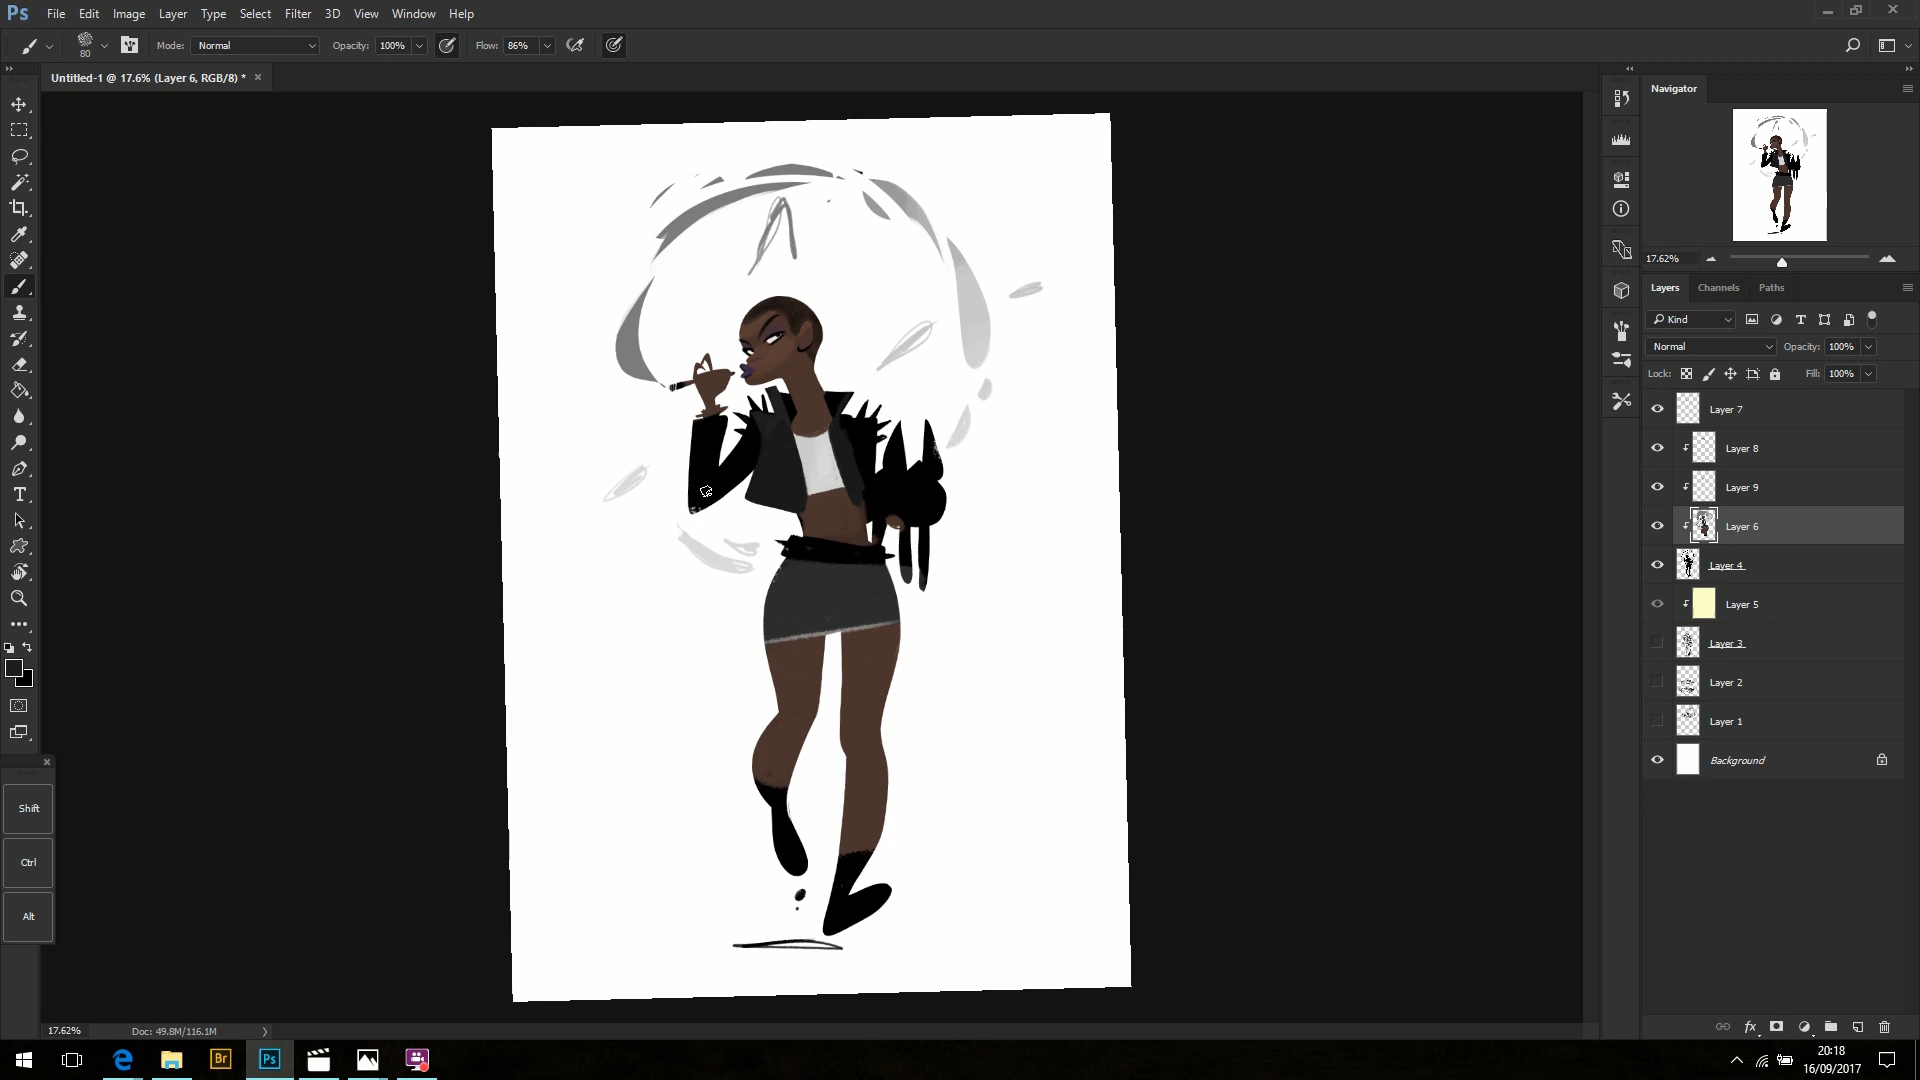 Ps File Edit Image Layer Type Select Filter 3D View Window Help
80 Mode: Normal Opacity: 100% Flow: 86%
Untitled-1 @ 17.6% (Layer 6, RGB/8) *
Navigator
17.62%
Layers Channels Paths
Kind
Normal Opacity: 100%
Lock: Fill: 100%
Layer 7
Layer 8
Layer 9
Layer 6
Layer 4
Layer 5
Layer 3
Layer 2
Layer 1
Background
Shift
Ctrl
Alt
17.62% Doc: 49.8M/116.1M
Br Ps
20:18
16/09/2017